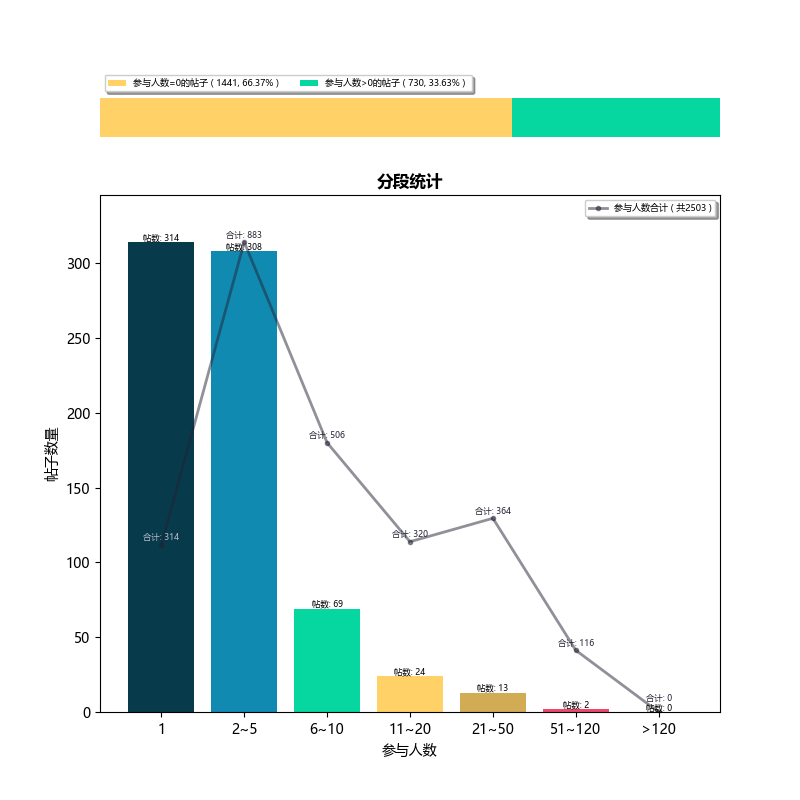 参与人数=0的帖子 ( 1441, 66.37% )
参与人数>0的帖子 ( 730, 33.63% )
分段统计
参与人数合计 ( 共2503 )
帖子数量
300
250
200
150
100
50
0
帖数: 314
合计: 883
帖数: 308
合计: 506
合计: 314
合计: 320
合计: 364
帖数: 69
合计: 116
帖数: 24
帖数: 13
帖数: 2
合计: 0
帖数: 0
1
2~5
6~10
11~20
21~50
51~120
>120
参与人数